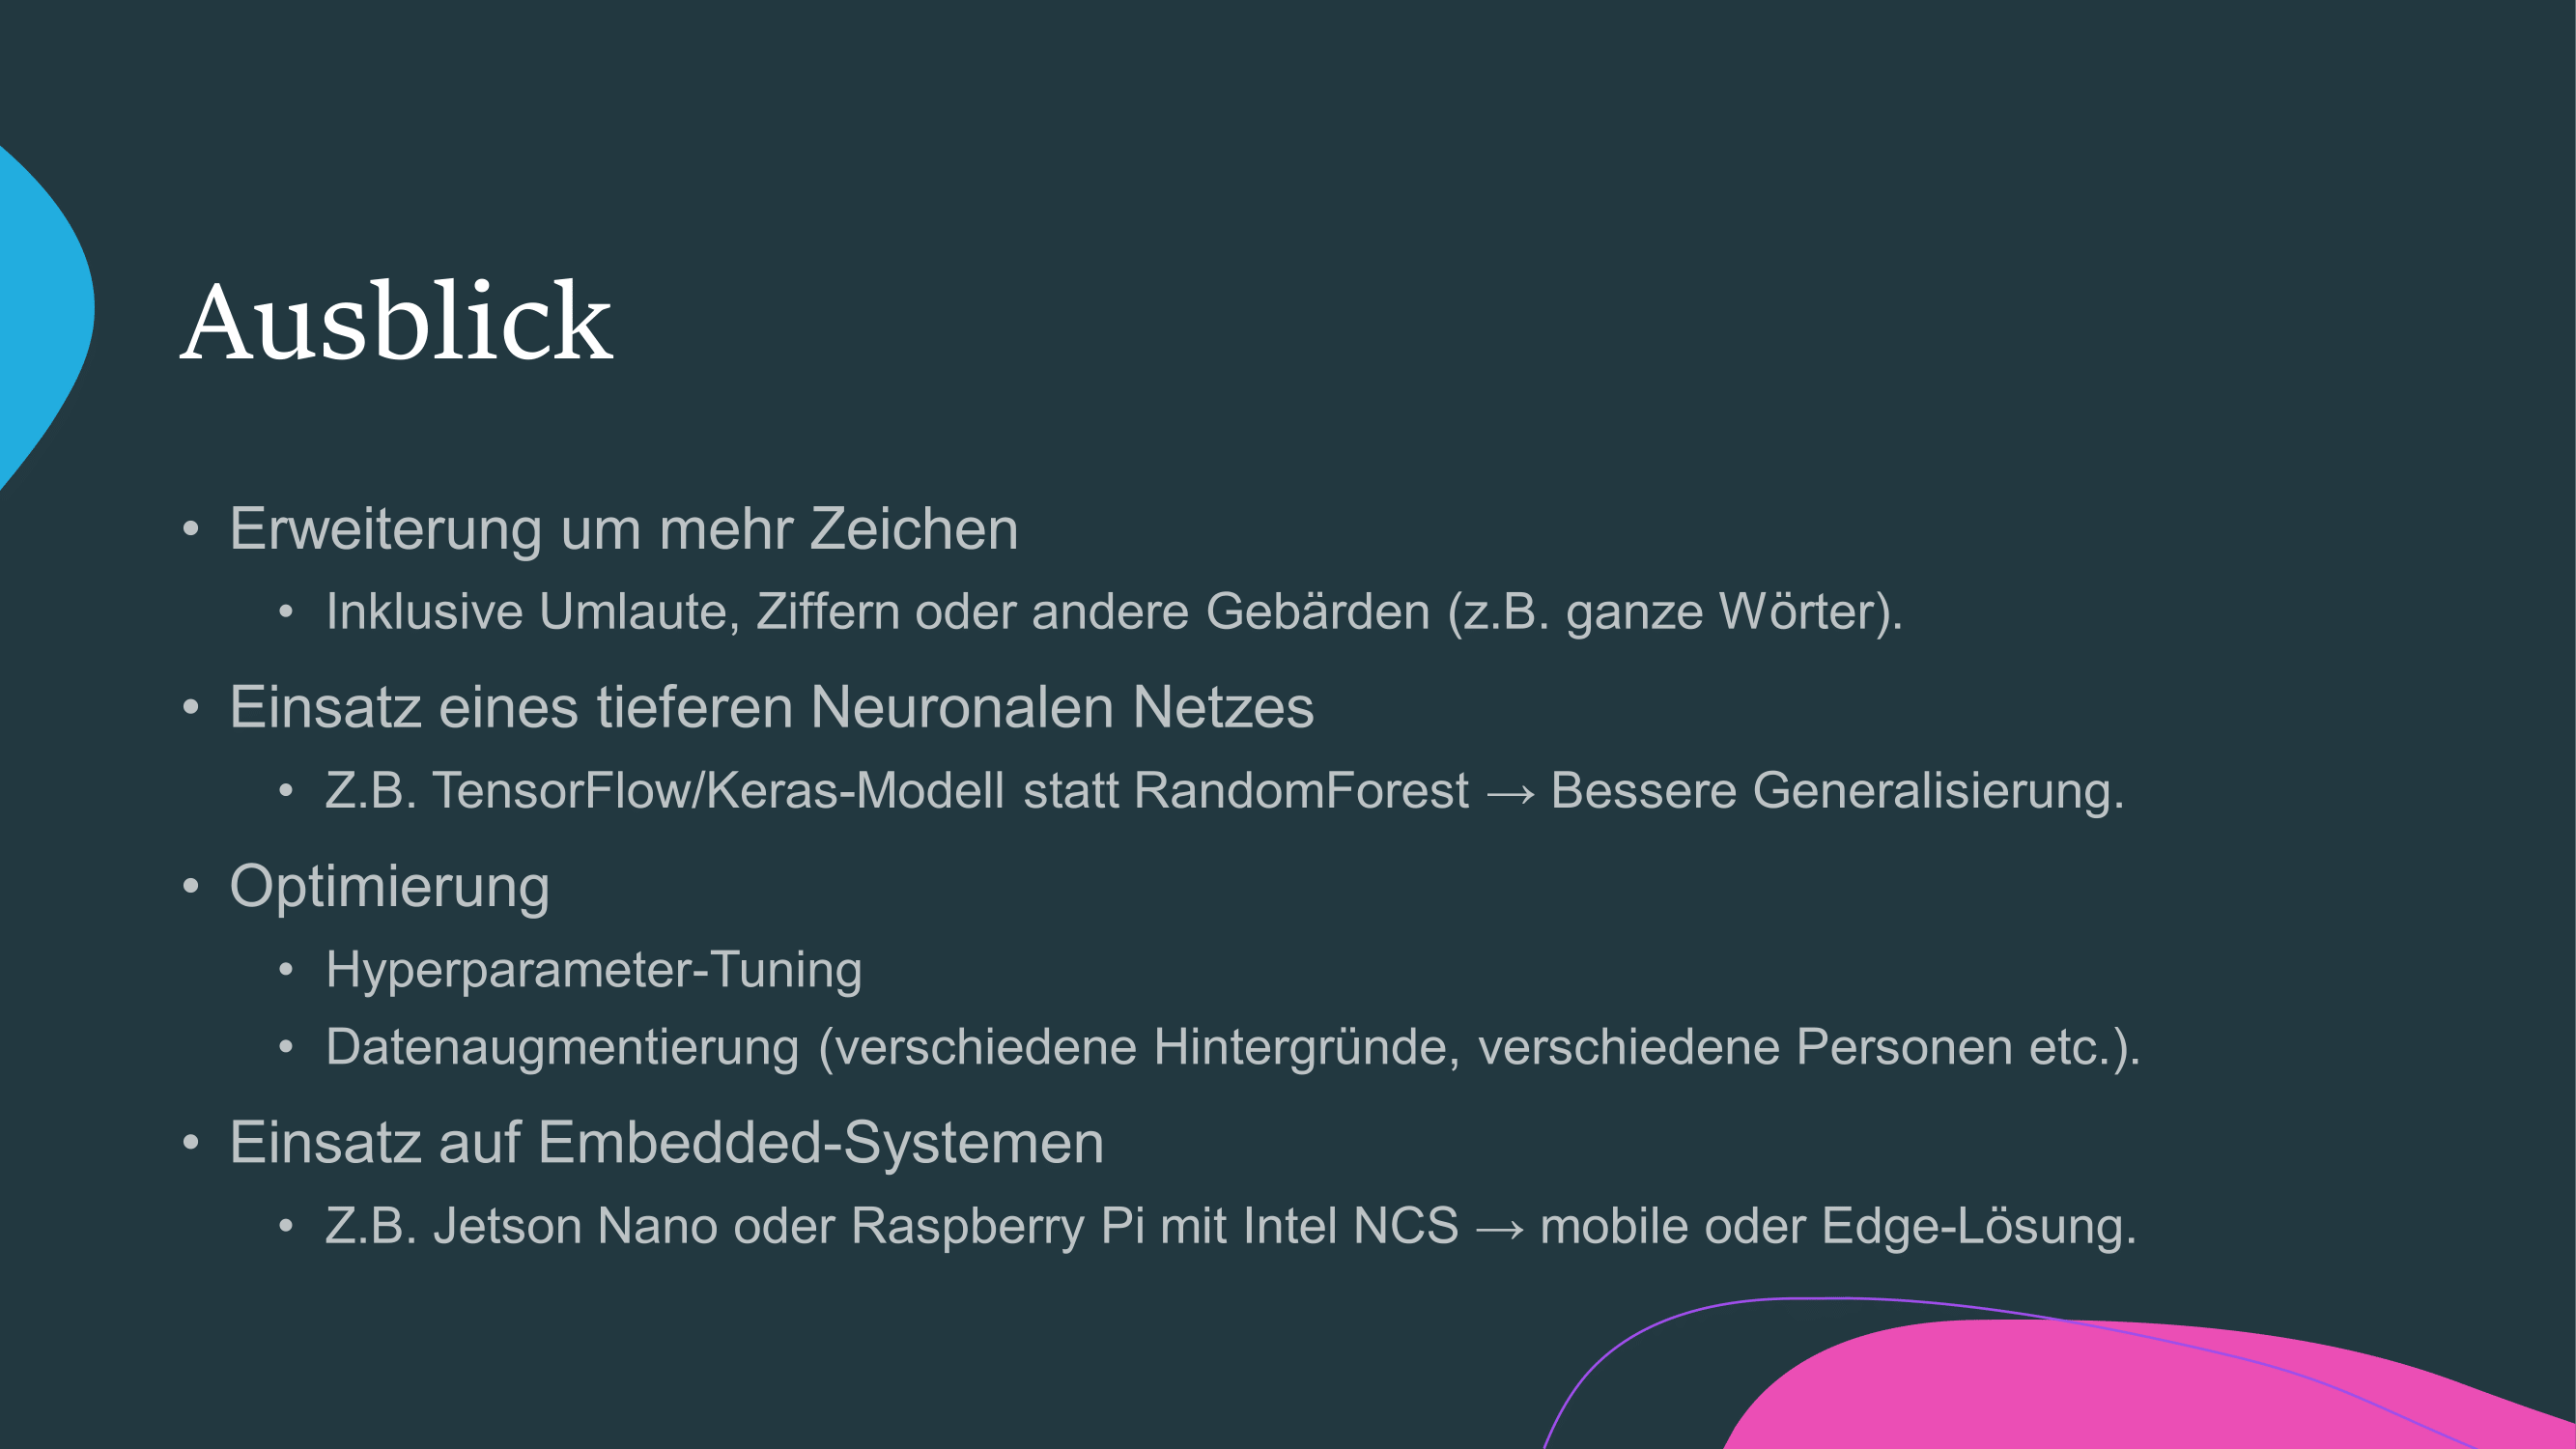 Ausblick
• Erweiterung um mehr Zeichen
• Inklusive Umlaute, Ziffern oder andere Gebärden (z.B. ganze Wörter).
• Einsatz eines tieferen Neuronalen Netzes
• Z.B. TensorFlow/Keras-Modell statt RandomForest → Bessere Generalisierung.
• Optimierung
• Hyperparameter-Tuning
• Datenaugmentierung (verschiedene Hintergründe, verschiedene Personen etc.).
• Einsatz auf Embedded-Systemen
• Z.B. Jetson Nano oder Raspberry Pi mit Intel NCS → mobile oder Edge-Lösung.